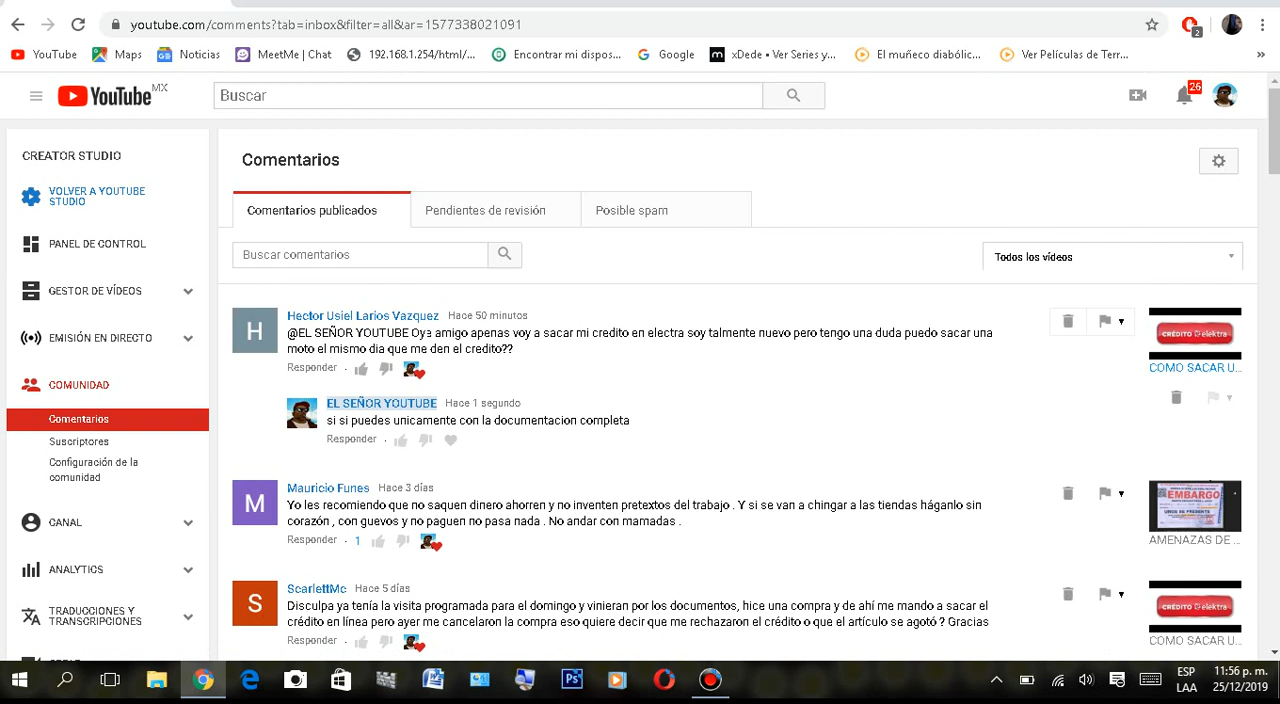 youtube.com/comments?tab=inbox&filter=all&ar=1577338021091
2
YouTube
Maps
Noticias
MeetMe | Chat
192.168.1.254/html/...
Encontrar mi dispos...
Google
xDede • Ver Series y...
El muñeco diabólic...
Ver Películas de Terr...
»
YouTube MX
Buscar
26
CREATOR STUDIO
VOLVER A YOUTUBE
STUDIO
PANEL DE CONTROL
GESTOR DE VÍDEOS
EMISIÓN EN DIRECTO
COMUNIDAD
Comentarios
Suscriptores
Configuración de la
comunidad
CANAL
ANALYTICS
TRADUCCIONES Y
TRANSCRIPCIONES
Comentarios
Comentarios publicados
Pendientes de revisión
Posible spam
Buscar comentarios
Todos los vídeos
H
Hector Usiel Larios Vazquez Hace 50 minutos
@EL SEÑOR YOUTUBE Oye amigo apenas voy a sacar mi credito en electra soy talmente nuevo pero tengo una duda puedo sacar una
moto el mismo dia que me den el credito??
Responder
CRÉDITO elektra
COMO SACAR U...
EL SEÑOR YOUTUBE Hace 1 segundo
si si puedes unicamente con la documentacion completa
Responder
M
Mauricio Funes Hace 3 días
Yo les recomiendo que no saquen dinero ahorren y no inventen pretextos del trabajo . Y si se van a chingar a las tiendas háganlo sin
corazón , con guevos y no paguen no pasa nada . No andar con mamadas .
Responder 1
EMBARGO
AMENAZAS DE ...
S
ScarlettMc Hace 5 días
Disculpa ya tenía la visita programada para el domingo y vinieran por los documentos, hice una compra y de ahí me mando a sacar el
crédito en línea pero ayer me cancelaron la compra eso quiere decir que me rechazaron el crédito o que el artículo se agotó ? Gracias
Responder
CRÉDITO elektra
COMO SACAR U...
ESP
LAA
11:56 p. m.
25/12/2019